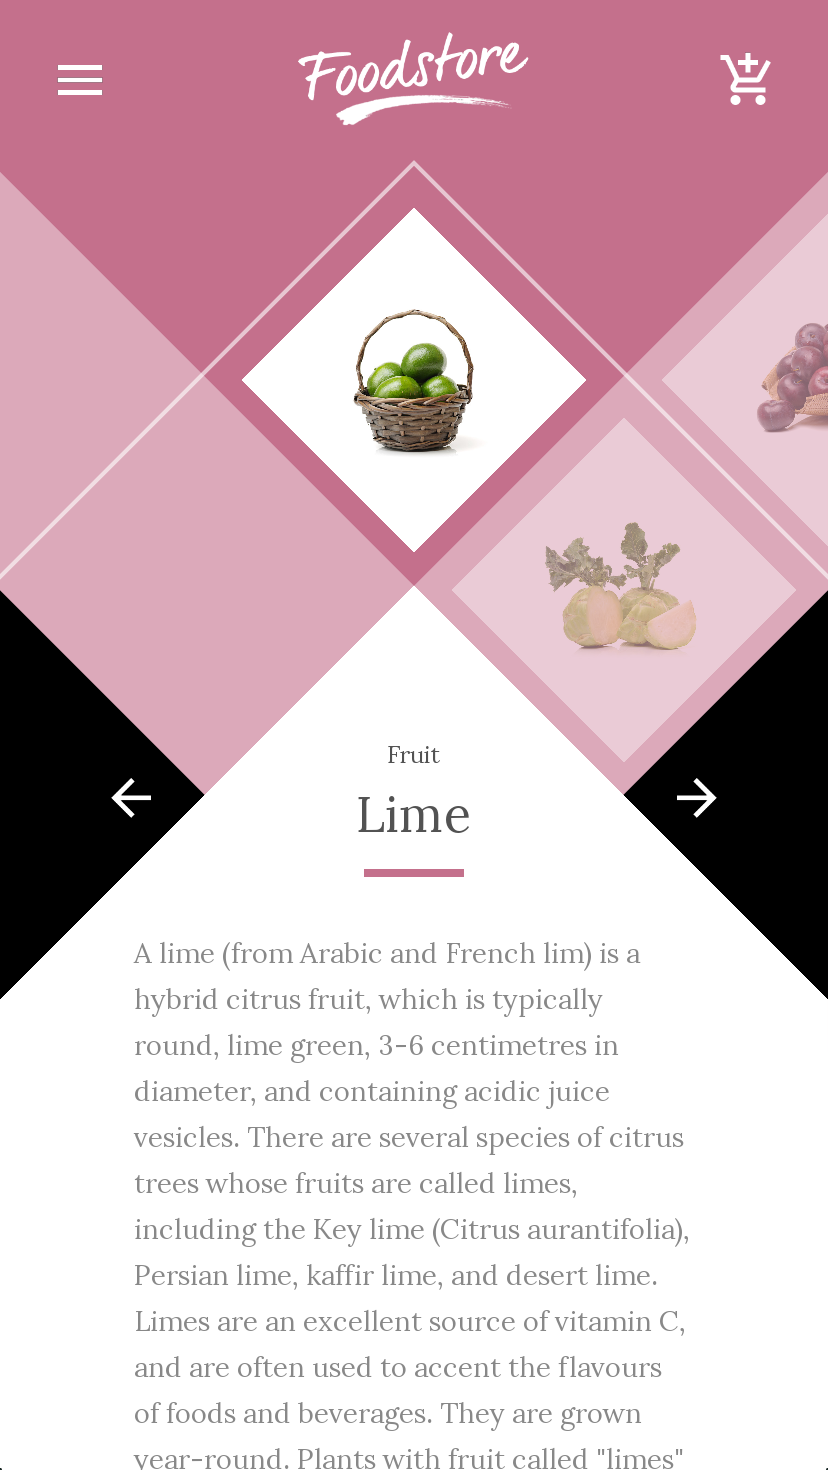 Foodstore
Fruit
Lime
A lime (from Arabic and French lim) is a
hybrid citrus fruit, which is typically
round, lime green, 3-6 centimetres in
diameter, and containing acidic juice
vesicles. There are several species of citrus
trees whose fruits are called limes,
including the Key lime (Citrus aurantifolia),
Persian lime, kaffir lime, and desert lime.
Limes are an excellent source of vitamin C,
and are often used to accent the flavours
of foods and beverages. They are grown
year-round. Plants with fruit called "limes"